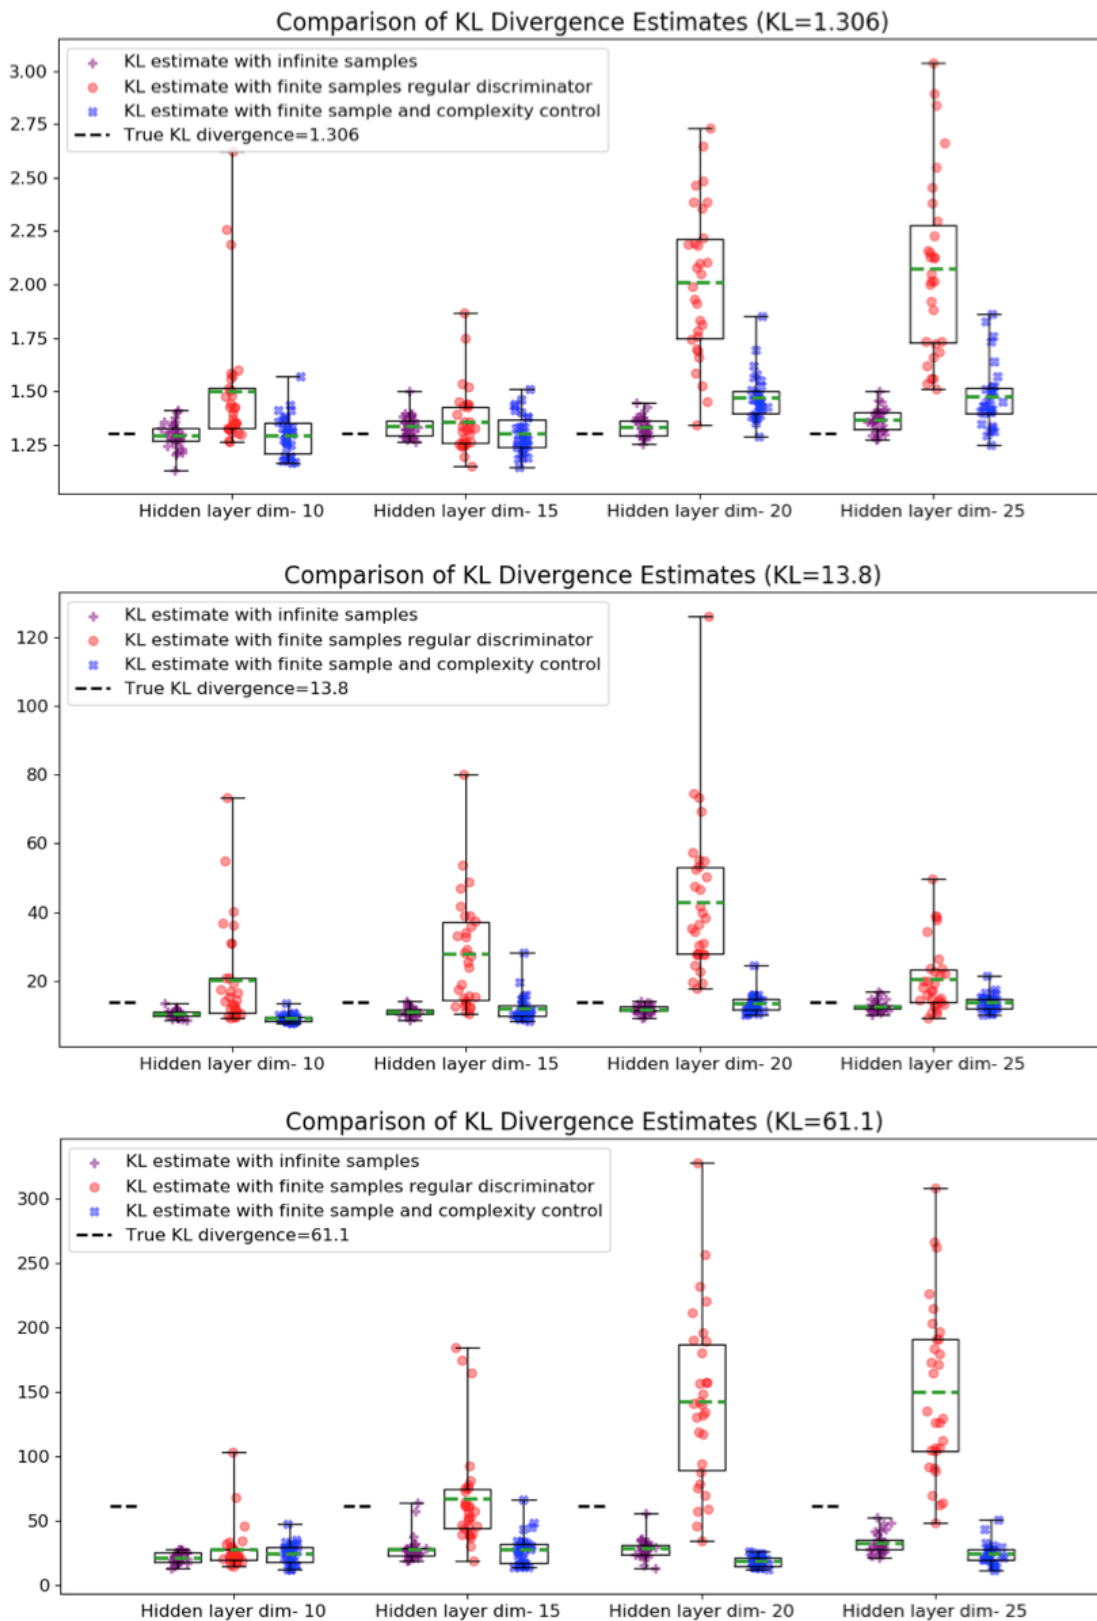 Comparison of KL Divergence Estimates (KL=1.306)
KL estimate with infinite samples
KL estimate with finite samples regular discriminator
KL estimate with finite sample and complexity control
True KL divergence=1.306
3.00
2.75
2.50
2.25
2.00
1.75
1.50
1.25
Hidden layer dim- 10 Hidden layer dim- 15 Hidden layer dim- 20 Hidden layer dim- 25
Comparison of KL Divergence Estimates (KL=13.8)
KL estimate with infinite samples
KL estimate with finite samples regular discriminator
KL estimate with finite sample and complexity control
True KL divergence=13.8
120
100
80
60
40
20
Hidden layer dim- 10 Hidden layer dim- 15 Hidden layer dim- 20 Hidden layer dim- 25
Comparison of KL Divergence Estimates (KL=61.1)
KL estimate with infinite samples
KL estimate with finite samples regular discriminator
KL estimate with finite sample and complexity control
True KL divergence=61.1
300
250
200
150
100
50
0
Hidden layer dim- 10 Hidden layer dim- 15 Hidden layer dim- 20 Hidden layer dim- 25